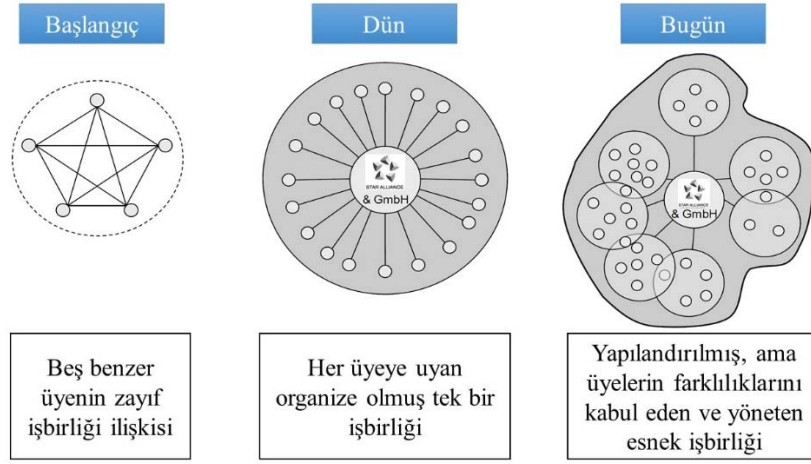 Başlangıç
Dün
Bugün
STAR ALLIANCE
& GmbH
STAR ALLIANCE
& GmbH
Beş benzer
üyenin zayıf
işbirliği ilişkisi
Her üyeye uyan
organize olmuş tek bir
işbirliği
Yapılandırılmış, ama
üyelerin farklılıklarını
kabul eden ve yöneten
esnek işbirliği